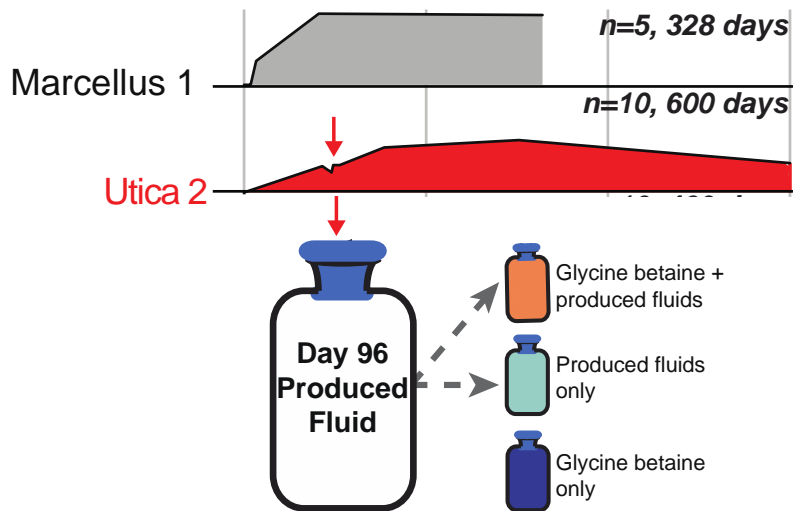 n=5, 328 days
Marcellus 1
n=10, 600 days
Utica 2
Glycine betaine +
produced fluids
Day 96
Produced
Fluid
Produced fluids
only
Glycine betaine
only